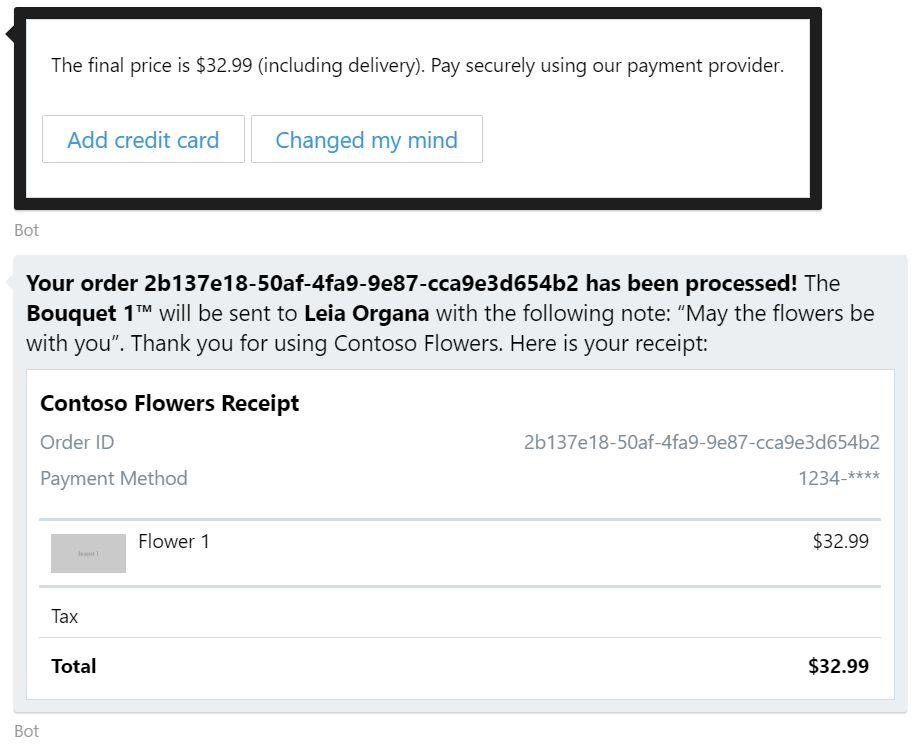 The final price is $32.99 (including delivery). Pay securely using our payment provider.
Add credit card
Changed my mind
Bot
Your order 2b137e18-50af-4fa9-9e87-cca9e3d654b2 has been processed! The
Bouquet 1™ will be sent to Leia Organa with the following note: “May the flowers be
with you”. Thank you for using Contoso Flowers. Here is your receipt:
Contoso Flowers Receipt
Order ID 2b137e18-50af-4fa9-9e87-cca9e3d654b2
Payment Method 1234-****
Bouquet 1
Flower 1 $32.99
Tax
Total $32.99
Bot